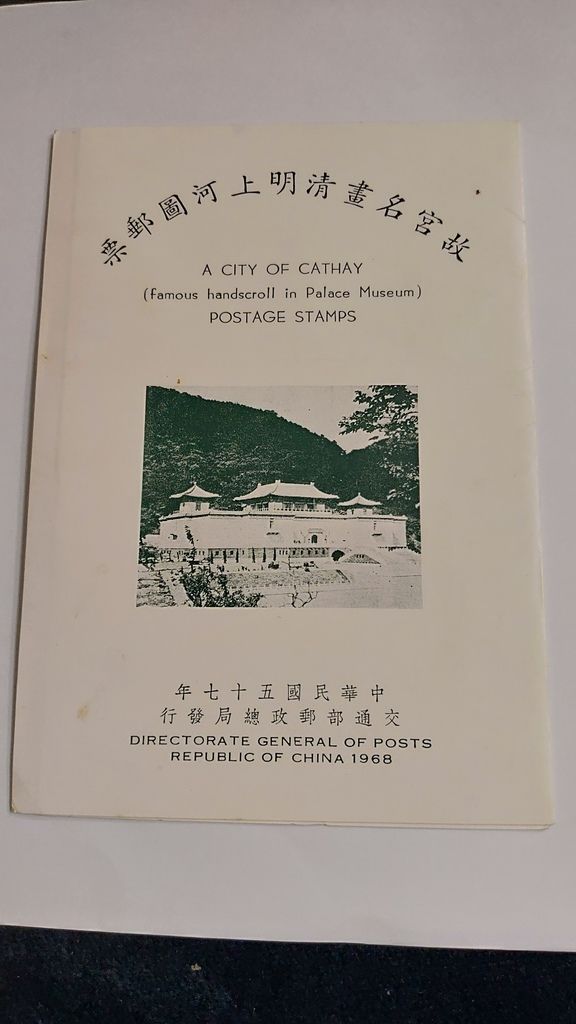 故宮名畫清明上河圖郵票
A CITY OF CATHAY
(famous handscroll in Palace Museum)
POSTAGE STAMPS
中華民國五十七年
交通部郵政總局發行
DIRECTORATE GENERAL OF POSTS
REPUBLIC OF CHINA 1968